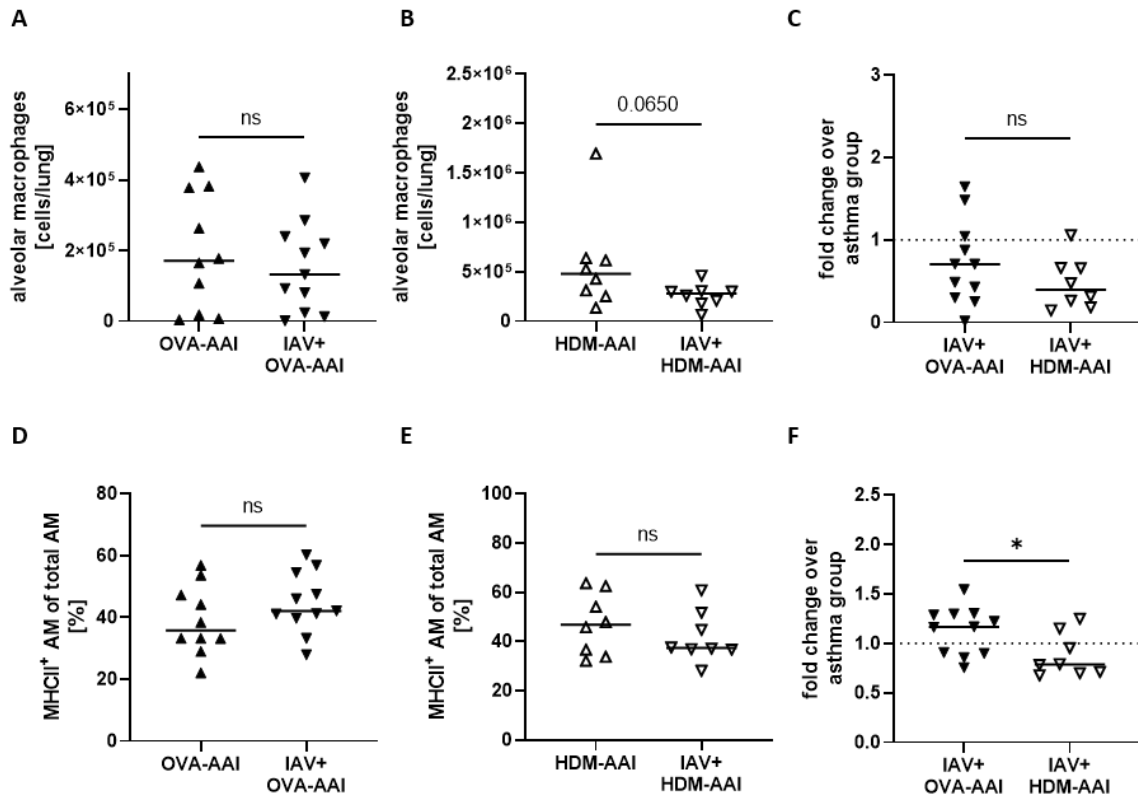 A
alveolar macrophages
[cells/lung]
6×10⁵
4×10⁵
2×10⁵
0
ns
OVA-AAI
IAV+
OVA-AAI
B
alveolar macrophages
[cells/lung]
2.5×10⁶
2×10⁶
1.5×10⁶
1×10⁶
5×10⁵
0
0.0650
HDM-AAI
IAV+
HDM-AAI
C
fold change over
asthma group
3
2
1
0
ns
IAV+
OVA-AAI
IAV+
HDM-AAI
D
MHCII⁺ AM of total AM
[%]
80
60
40
20
0
ns
OVA-AAI
IAV+
OVA-AAI
E
MHCII⁺ AM of total AM
[%]
100
80
60
40
20
0
ns
HDM-AAI
IAV+
HDM-AAI
F
fold change over
asthma group
2.5
2.0
1.5
1.0
0.5
0.0
*
IAV+
OVA-AAI
IAV+
HDM-AAI